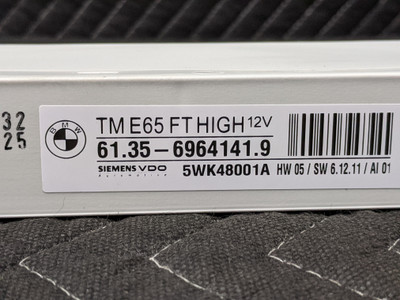 32
25
BMW
TM E65 FT HIGH 12V
61.35-6964141.9
SIEMENS VDO
Automotive
5WK48001A HW 05 / SW 6.12.11 / AI 01